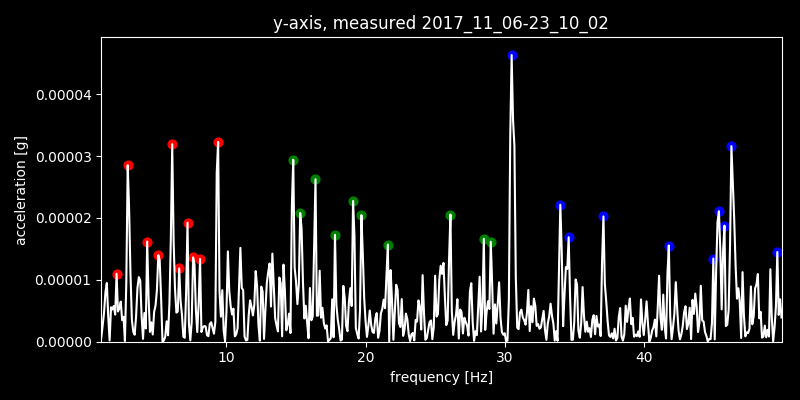 y-axis, measured 2017_11_06-23_10_02
acceleration [g]
0.00004
0.00003
0.00002
0.00001
0.00000
10 20 30 40
frequency [Hz]